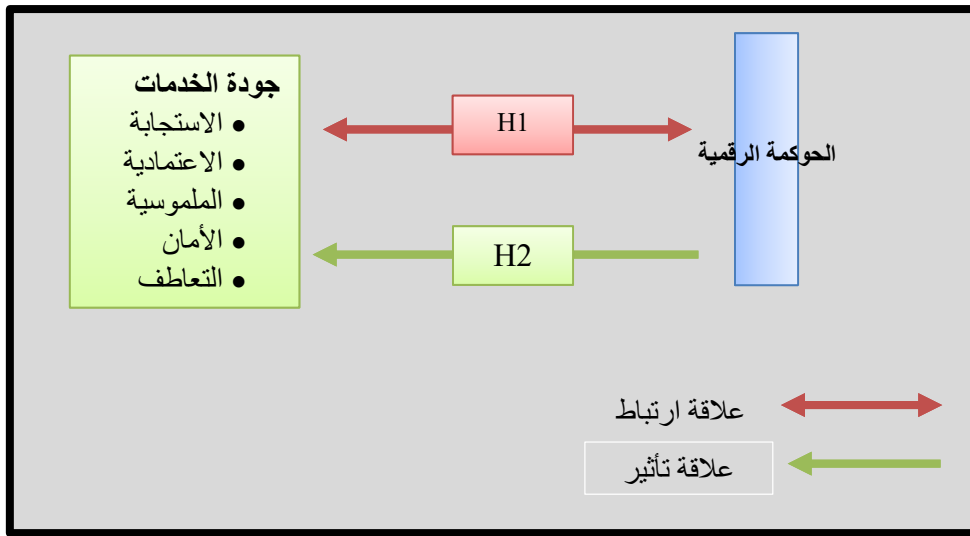 جودة الخدمات
• الاستجابة
• الاعتمادية
• الملموسية
• الأمان
• التعاطف
H1
الحوكمة الرقمية
H2
علاقة ارتباط
علاقة تأثير